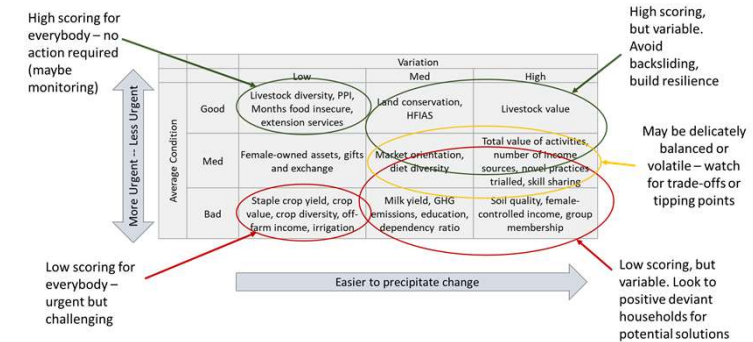 High scoring for
everybody – no
action required
(maybe
monitoring)
High scoring,
but variable.
Avoid
backsliding,
build resilience
Variation
Low
Med
High
More Urgent -- Less Urgent
Average Condition
Good
Livestock diversity, PPI,
Months food insecure,
extension services
Land conservation,
HFIAS
Livestock value
Med
Female-owned assets, gifts
and exchange
Market orientation,
diet diversity
Total value of activities,
number of income
sources, novel practices
trialled, skill sharing
May be delicately
balanced or
volatile – watch
for trade-offs or
tipping points
Bad
Staple crop yield, crop
value, crop diversity, off-
farm income, irrigation
Milk yield, GHG
emissions, education,
dependency ratio
Soil quality, female-
controlled income, group
membership
Low scoring for
everybody –
urgent but
challenging
Easier to precipitate change
Low scoring, but
variable. Look to
positive deviant
households for
potential solutions